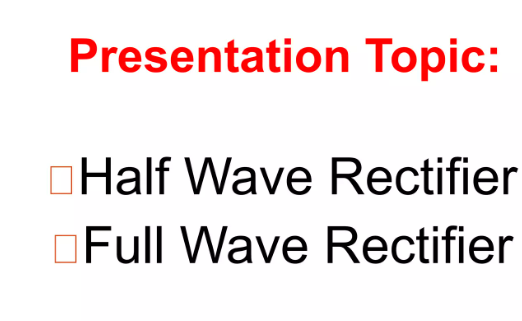 Presentation Topic:
Half Wave Rectifier
Full Wave Rectifier